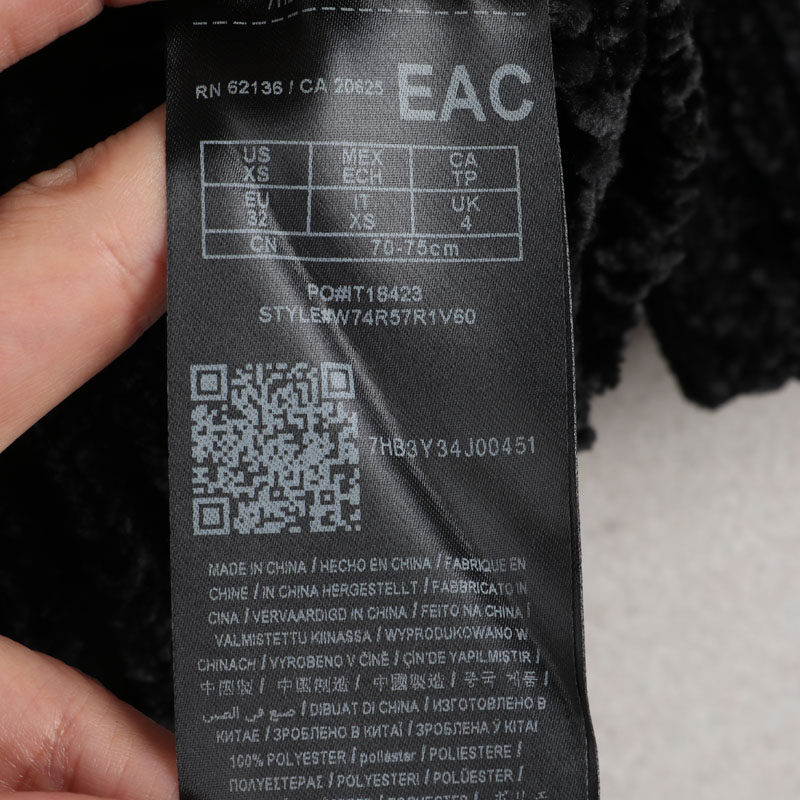 RN 62136 / CA 20625 EAC
US XS MEX ECH CA TP
EU 32 IT XS UK 4
CN 70-75cm
PO#IT18423
STYLE#W74R57R1V60
7HB3Y34J00451
MADE IN CHINA / HECHO EN CHINA / FABRIQUE EN
CHINE / IN CHINA HERGESTELLT / FABBRICATO IN
CINA / VERVAARDIGD IN CHINA / FEITO NA CHINA /
VALMISTETTU KIINASSA / WYPRODUKOWANO W
CHINACH / VYROBENO V ČÍNĚ / ÇİN'DE YAPILMIŞTIR /
中国製 / 中国制造 / 中國製造 / 중국 제품 /
صنع في الصين / DIBUAT DI CHINA / ИЗГОТОВЛЕНО В
КИТАЕ / ЗРОБЛЕНО В КИТАЇ / ЗРОБЛЕНА Ў КІТАІ
100% POLYESTER / poliéster / POLIESTERE /
ΠΟΛΥΕΣΤΕΡΑΣ / POLYESTERI / POLÜESTER /